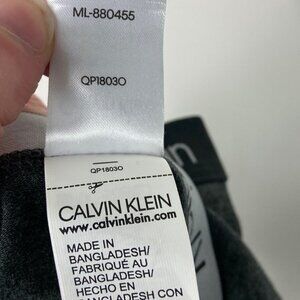 ML-880455
QP1803O
QP1803O
CALVIN KLEIN
www.calvinklein.com
MADE IN
BANGLADESH/
FABRIQUÉ AU
BANGLADESH/
HECHO EN
BANGLADESH CON